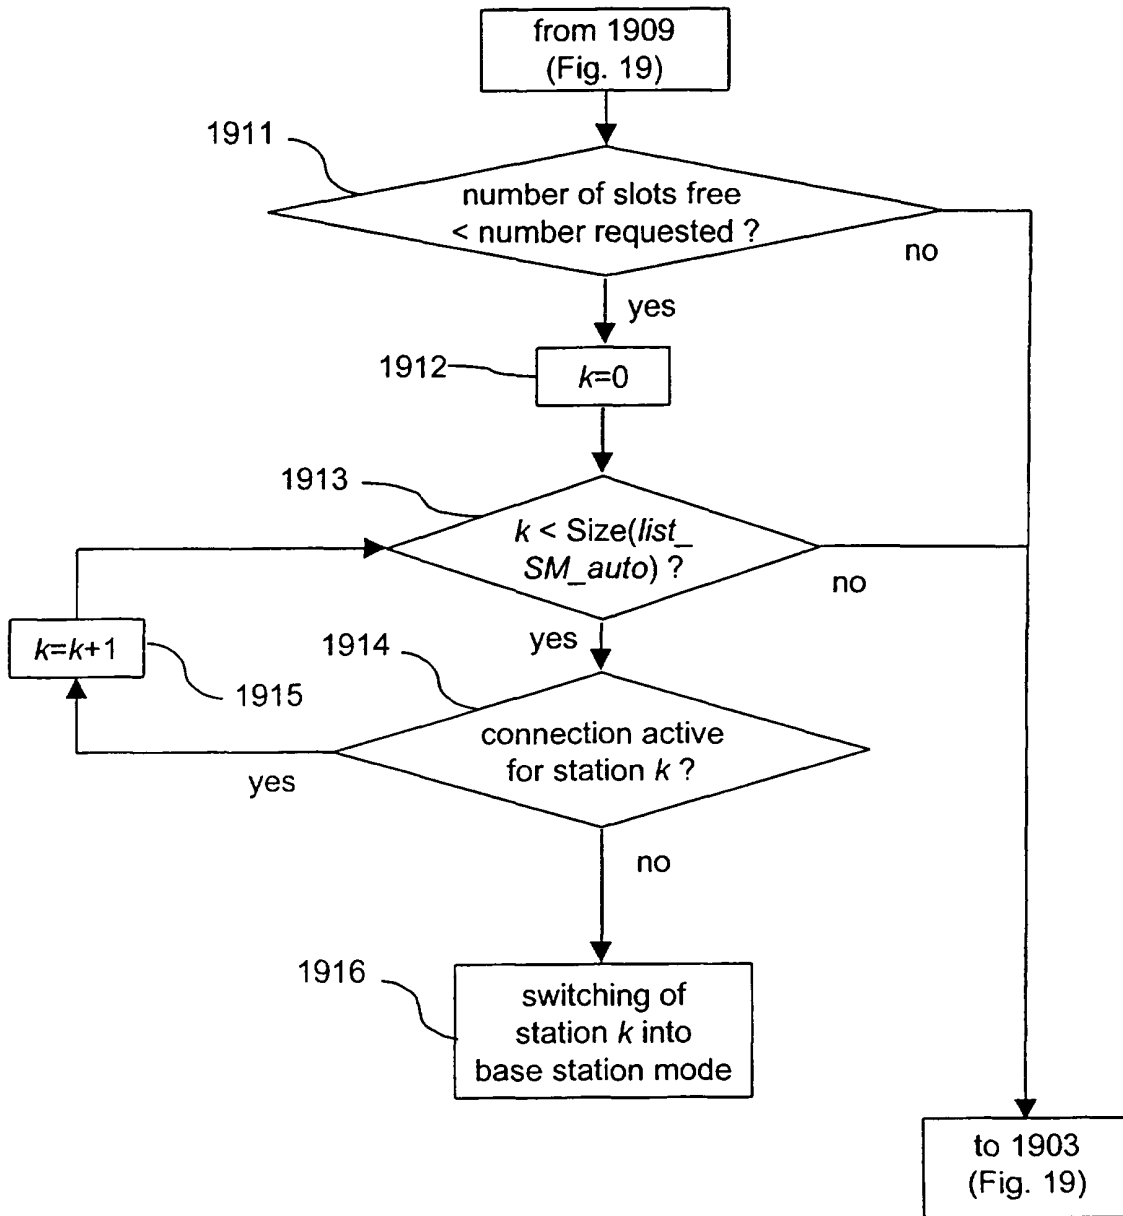 from 1909
(Fig. 19)
1911
number of slots free
< number requested ?
no
yes
1912
k=0
1913
k < Size(list_
SM_auto) ?
no
yes
k=k+1
1915
1914
connection active
for station k ?
yes
no
1916
switching of
station k into
base station mode
to 1903
(Fig. 19)